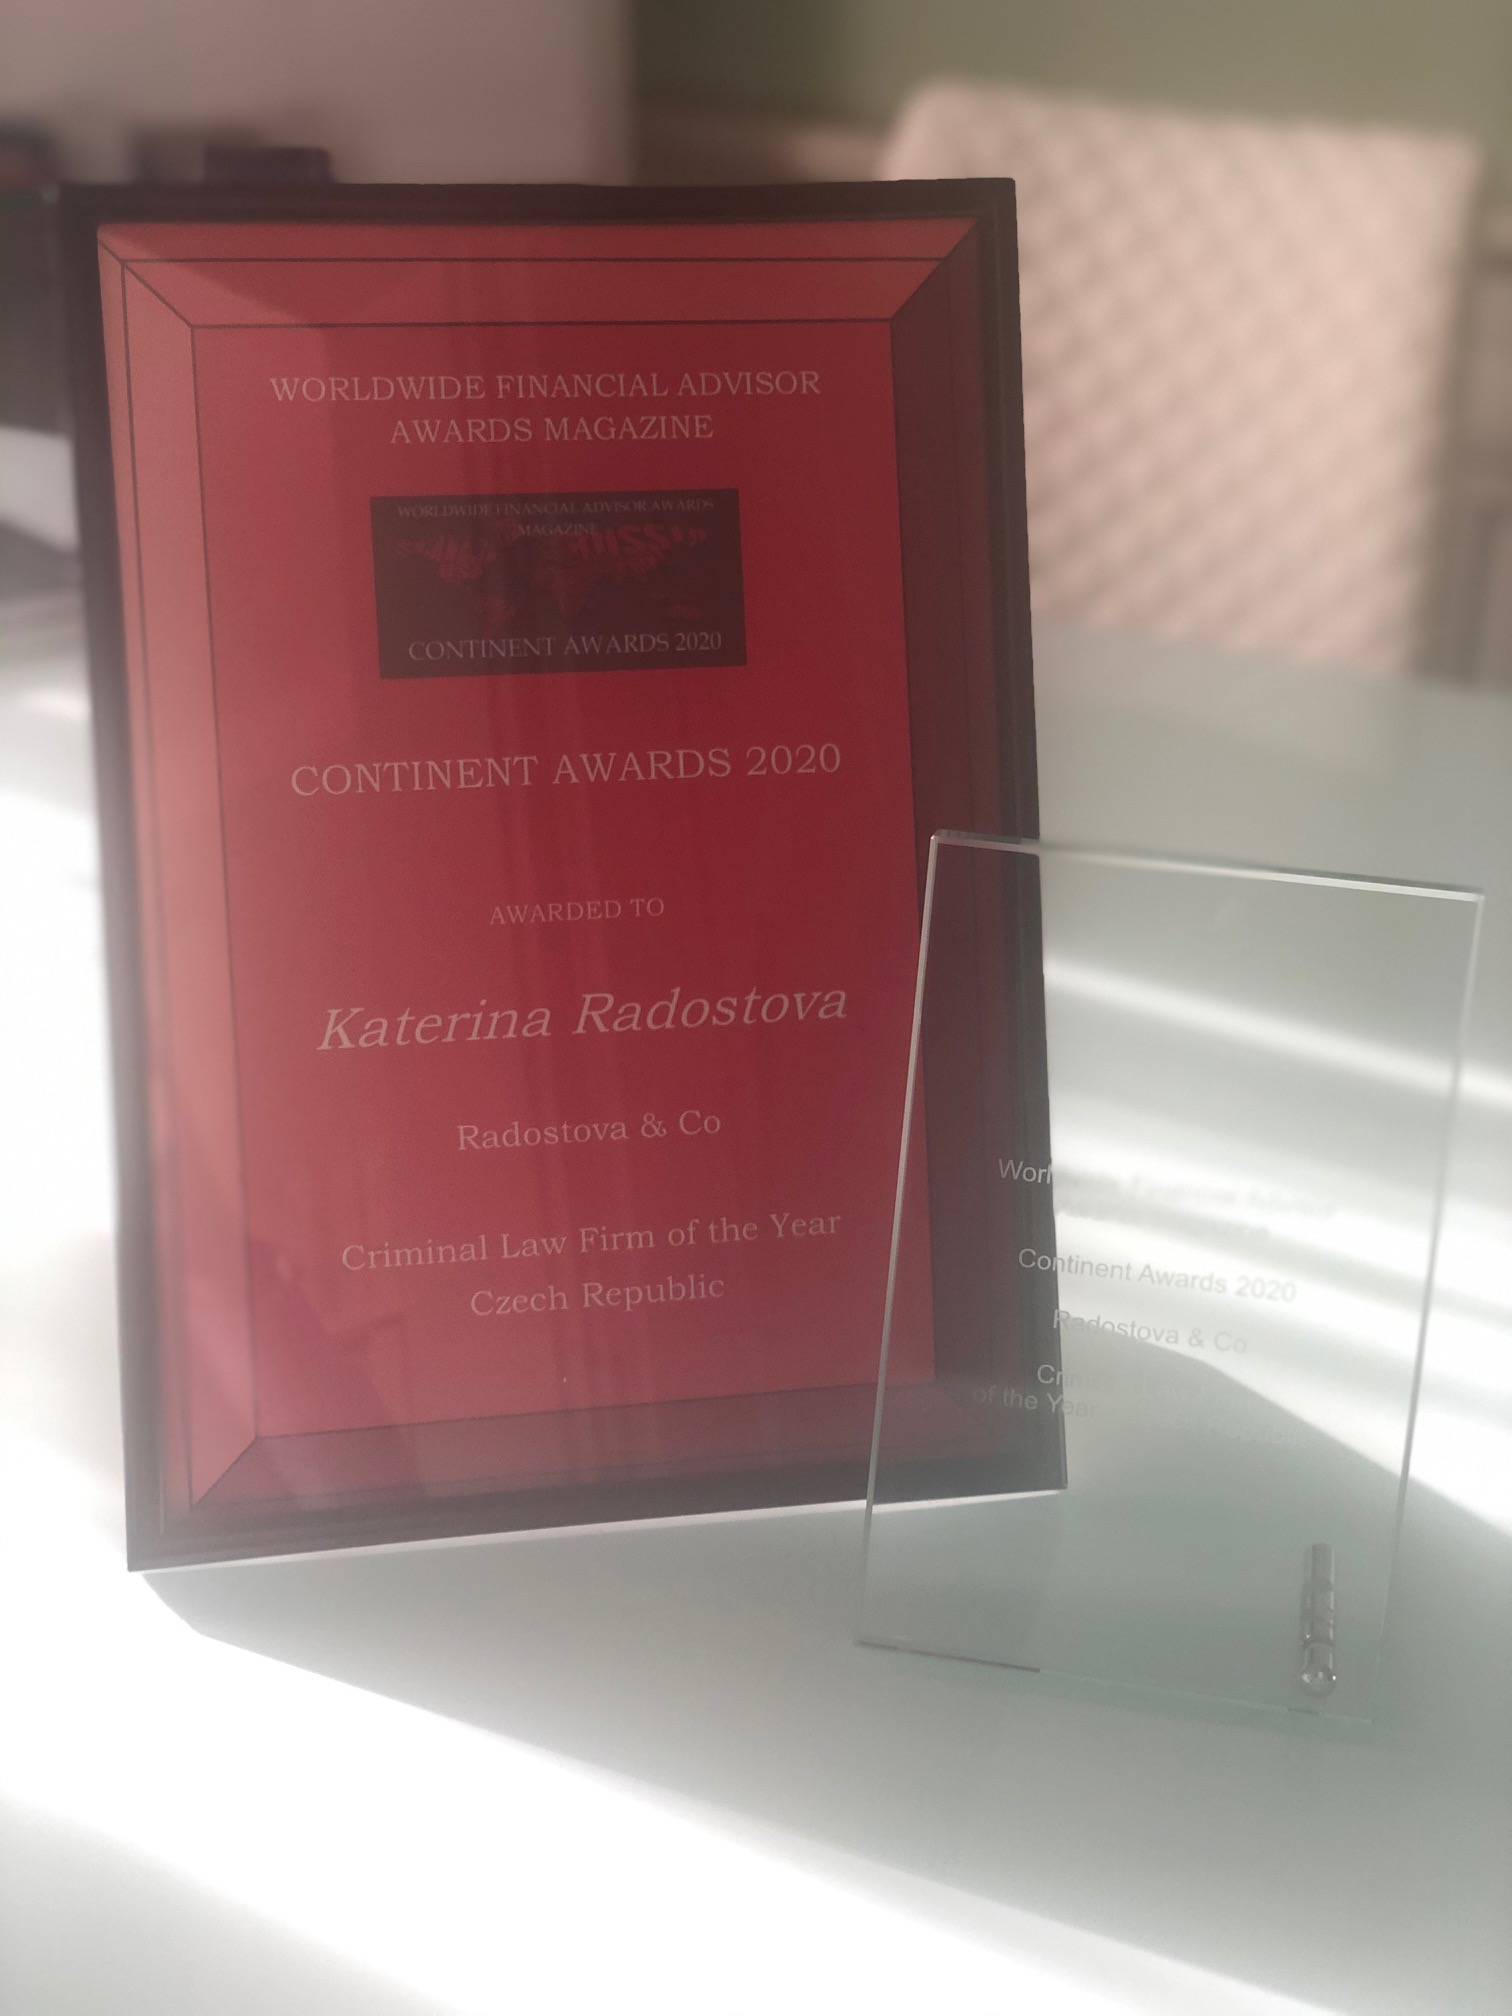 WORLDWIDE FINANCIAL ADVISOR
AWARDS MAGAZINE
WORLDWIDE FINANCIAL ADVISOR AWARDS
MAGAZINE
CONTINENT AWARDS 2020
CONTINENT AWARDS 2020
AWARDED TO
Katerina Radostova
Radostova & Co
Criminal Law Firm of the Year
Czech Republic
Continent Awards 2020
Radostova & Co
of the Year